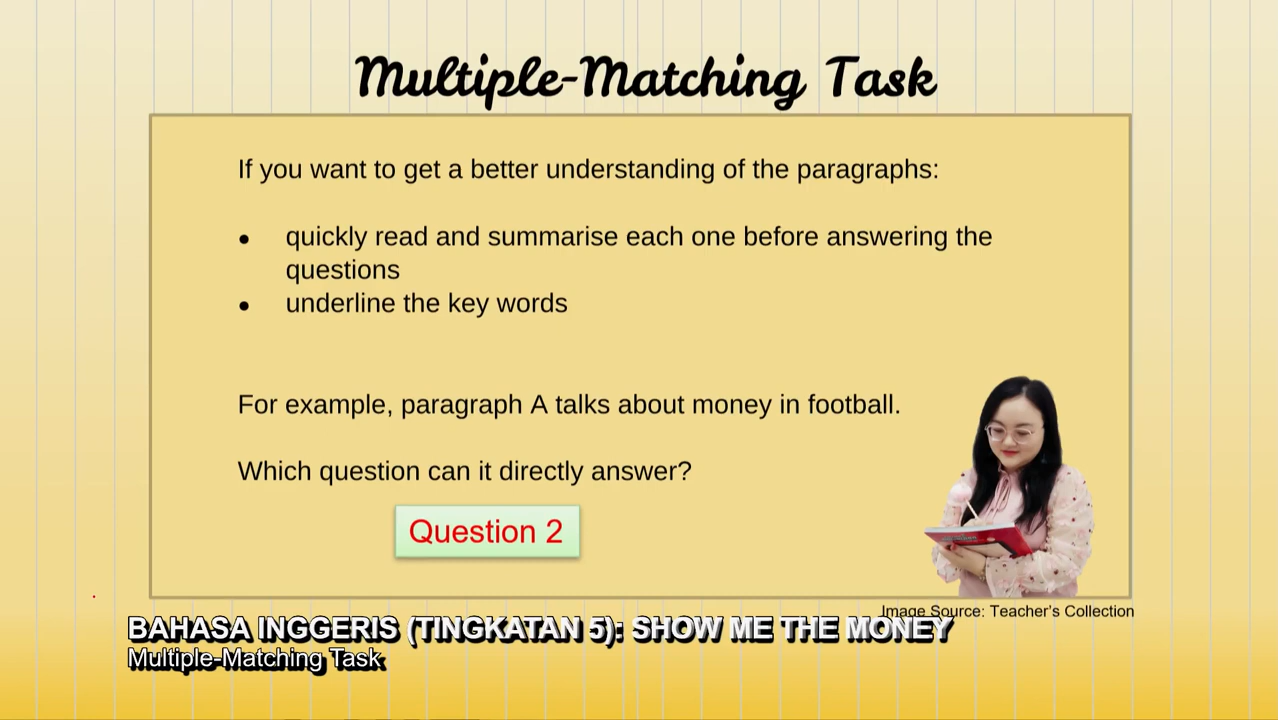 Multiple-Matching Task
If you want to get a better understanding of the paragraphs:
● quickly read and summarise each one before answering the
questions
● underline the key words
For example, paragraph A talks about money in football.
Which question can it directly answer?
Question 2
Image Source: Teacher's Collection
BAHASA INGGERIS (TINGKATAN 5): SHOW ME THE MONEY
Multiple-Matching Task